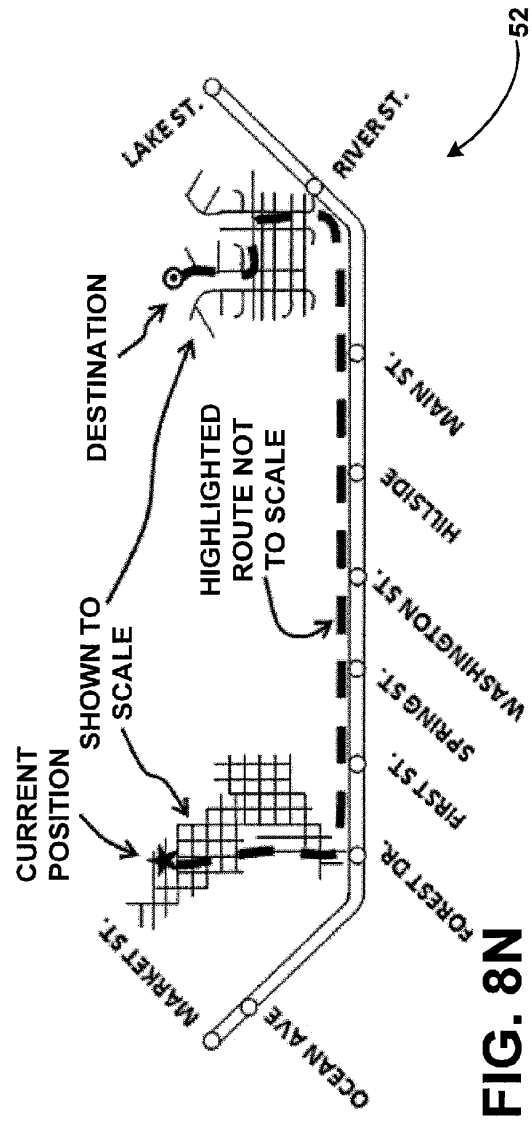 CURRENT
POSITION
SHOWN TO
SCALE
DESTINATION
HIGHLIGHTED
ROUTE NOT
TO SCALE
MARKET ST.
OCEAN AVE
FOREST DR.
FIRST ST.
SPRING ST.
WASHINGTON ST.
HILLSIDE
MAIN ST.
RIVER ST.
LAKE ST.
52
FIG. 8N